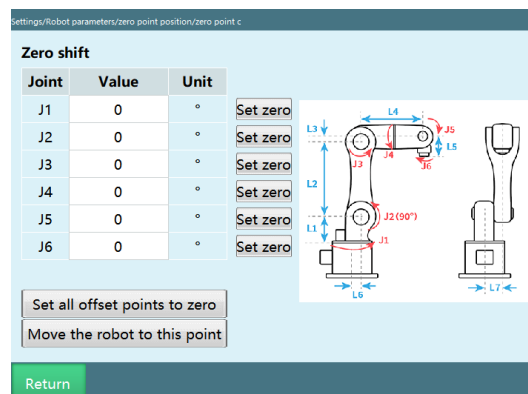 Settings/Robot parameters/zero point position/zero point c
Zero shift
Joint Value Unit
J1 0 ° Set zero
J2 0 ° Set zero
J3 0 ° Set zero
J4 0 ° Set zero
J5 0 ° Set zero
J6 0 ° Set zero
L4
L3
J5
J4
L5
J3
J6
L2
J2(90°)
L1
J1
L6
L7
Set all offset points to zero
Move the robot to this point
Return